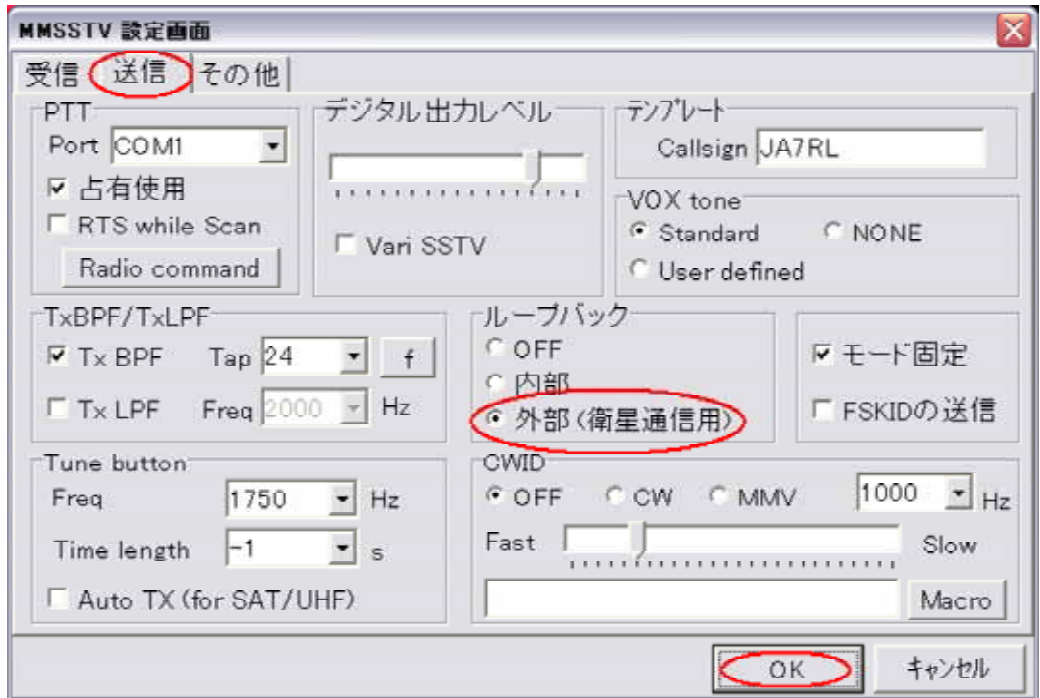 MMSSTV 設定画面
受信 送信 その他
PTT
Port COM1
占有使用
RTS while Scan
Radio command
デジタル出力レベル
Vari SSTV
テンプレート
Callsign JA7RL
VOX tone
Standard NONE
User defined
TxBPF/TxLPF
Tx BPF Tap 24 f
Tx LPF Freq 2000 Hz
ループバック
OFF
内部
外部(衛星通信用)
モード固定
FSKIDの送信
Tune button
Freq 1750 Hz
Time length -1 s
Auto TX (for SAT/UHF)
CWID
OFF CW MMV 1000 Hz
Fast Slow
Macro
OK キャンセル